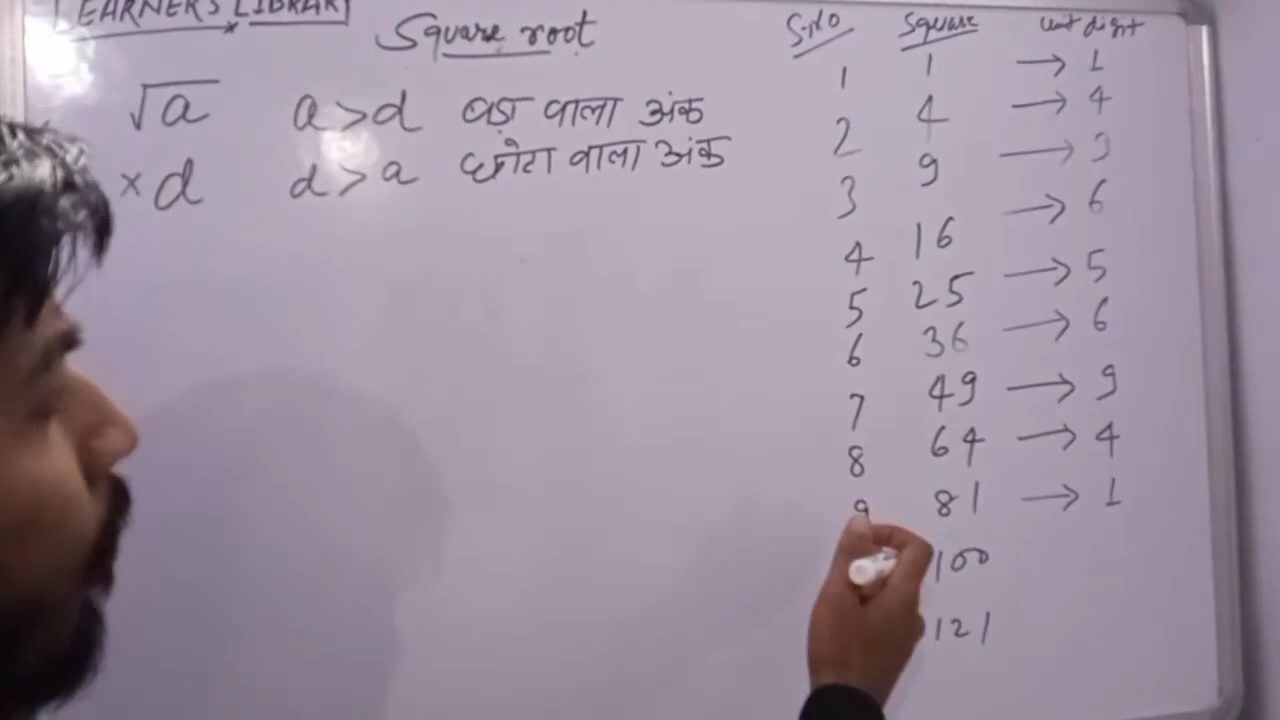 LEARNER'S LIBRARY
Square root
√a a>d बड़ा वाला अंक
× d d>a छोटा वाला अंक
S.No Square Unit digit
1 1 → 1
2 4 → 4
3 9 → 9
4 16 → 6
5 25 → 5
6 36 → 6
7 49 → 9
8 64 → 4
9 81 → 1
100
121